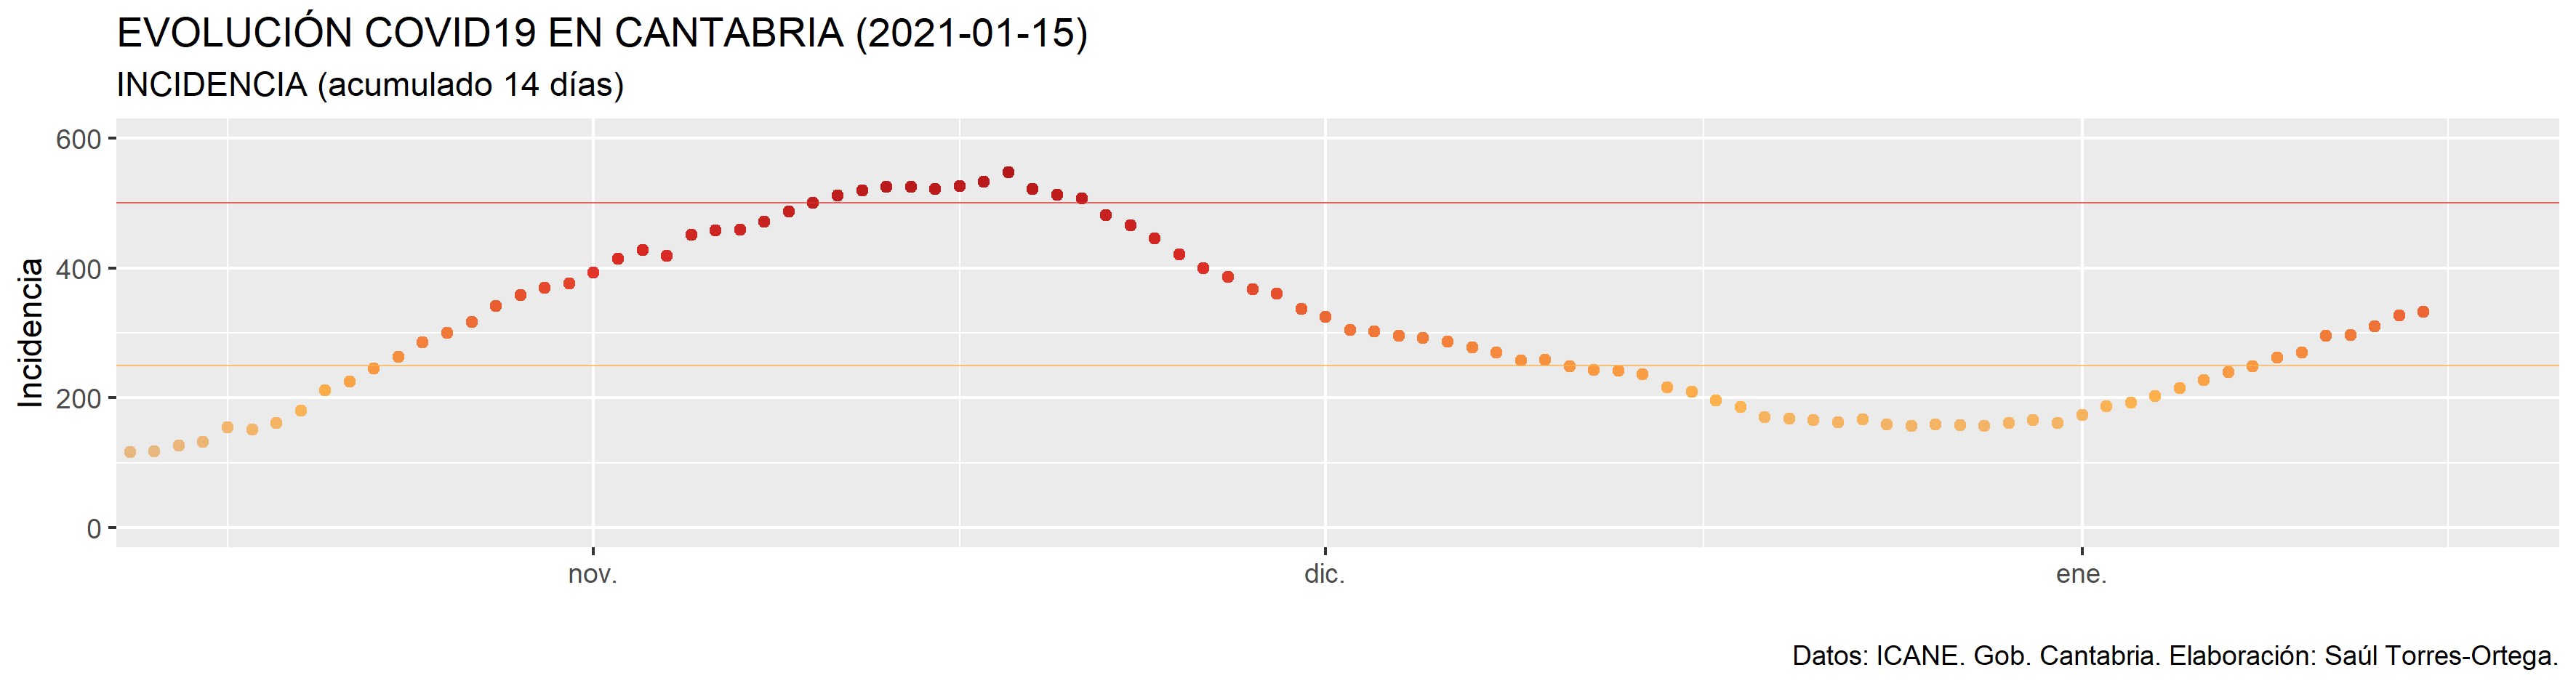 EVOLUCIÓN COVID19 EN CANTABRIA (2021-01-15)
INCIDENCIA (acumulado 14 días)
Incidencia
600
400
200
0
nov.
dic.
ene.
Datos: ICANE. Gob. Cantabria. Elaboración: Saúl Torres-Ortega.